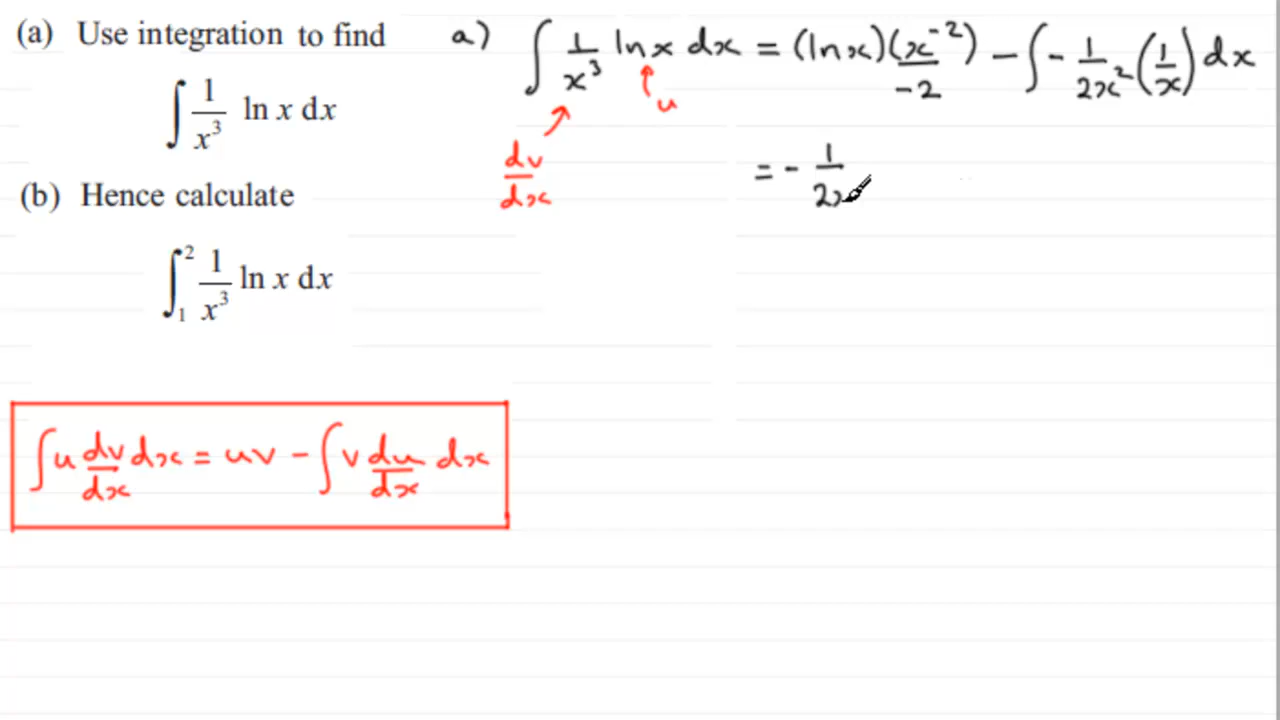 (a) Use integration to find
∫ 1/x³ ln x dx
(b) Hence calculate
∫₁² 1/x³ ln x dx
∫ u dv/dx dx = uv - ∫ v du/dx dx
a) ∫ 1/x³ ln x dx = (ln x)(x⁻²/-2) - ∫ - 1/2x² (1/x) dx
u
dv/dx
= - 1/2x